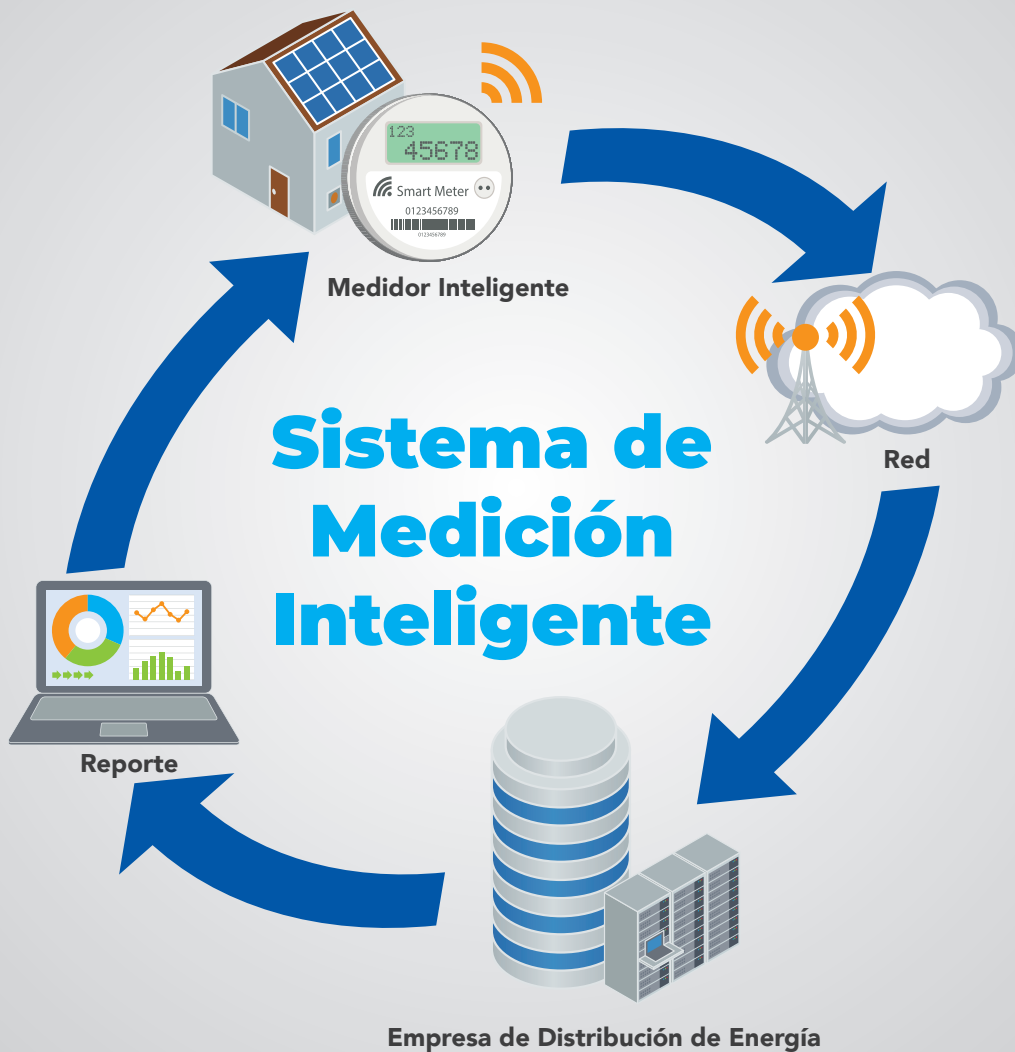 123
45678
Smart Meter
0123456789
0123456789
Medidor Inteligente
Red
Sistema de
Medición
Inteligente
Reporte
Empresa de Distribución de Energía